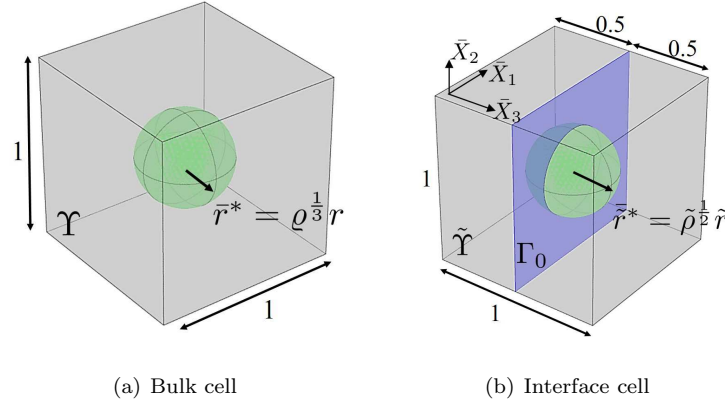 1
ϒ
r̄* = ϱ^{1/3} r
1
0.5
0.5
X̄₂
X̄₁
X̄₃
1
ϒ̃
Γ₀
r̃̄* = ρ̃^{1/2} r̃
1
(a) Bulk cell
(b) Interface cell